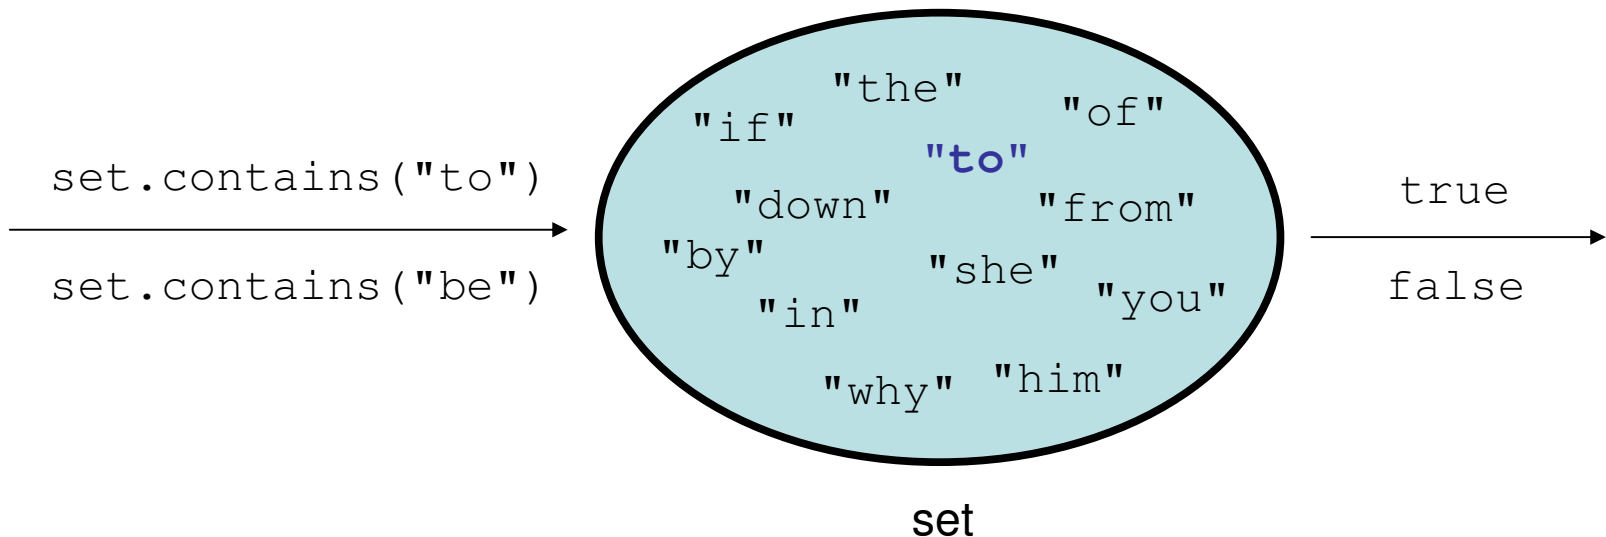 set.contains("to")
set.contains("be")
"the"
"of"
"if"
"to"
"down"
"from"
"by"
"she"
"you"
"in"
"him"
"why"
true
false
set